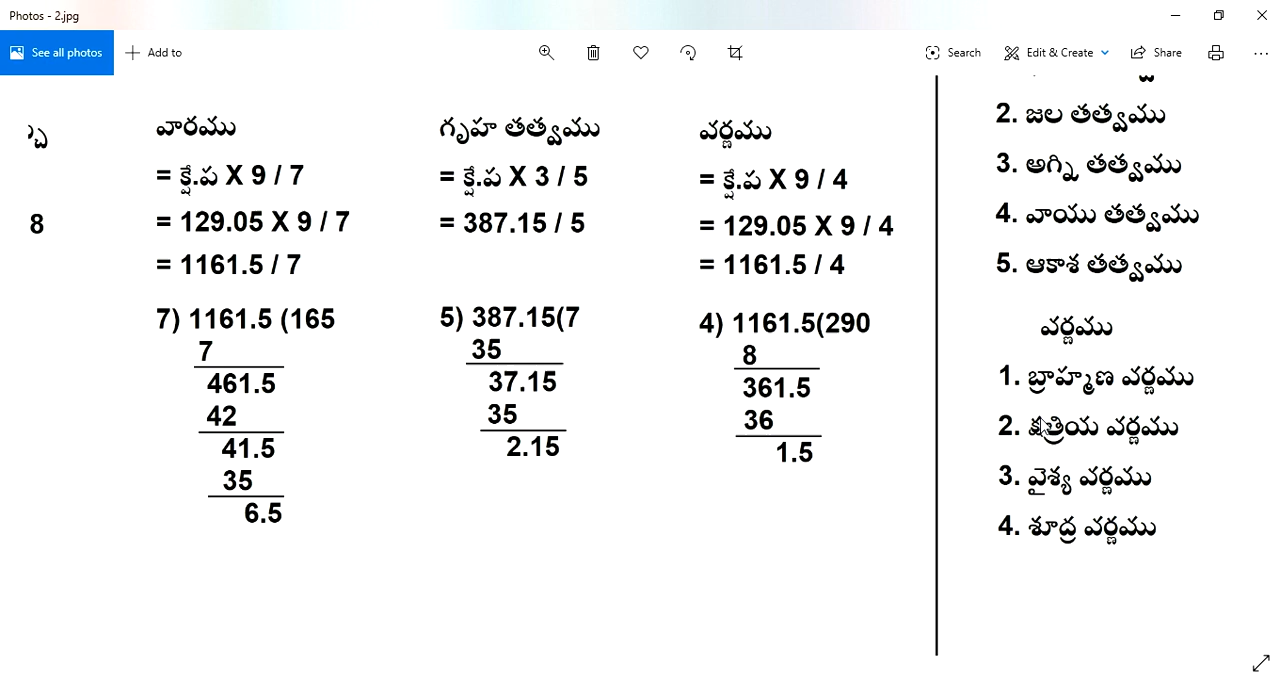 Photos - 2.jpg
See all photos
Add to
Search
Edit & Create
Share
8
వారము
= క్షే.ప X 9 / 7
= 129.05 X 9 / 7
= 1161.5 / 7
7) 1161.5 (165
7
461.5
42
41.5
35
6.5
గృహ తత్వము
= క్షే.ప X 3 / 5
= 387.15 / 5
5) 387.15(7
35
37.15
35
2.15
వర్ణము
= క్షే.ప X 9 / 4
= 129.05 X 9 / 4
= 1161.5 / 4
4) 1161.5(290
8
361.5
36
1.5
2. జల తత్వము
3. అగ్ని తత్వము
4. వాయు తత్వము
5. ఆకాశ తత్వము
వర్ణము
1. బ్రాహ్మణ వర్ణము
2. క్షత్రియ వర్ణము
3. వైశ్య వర్ణము
4. శూద్ర వర్ణము